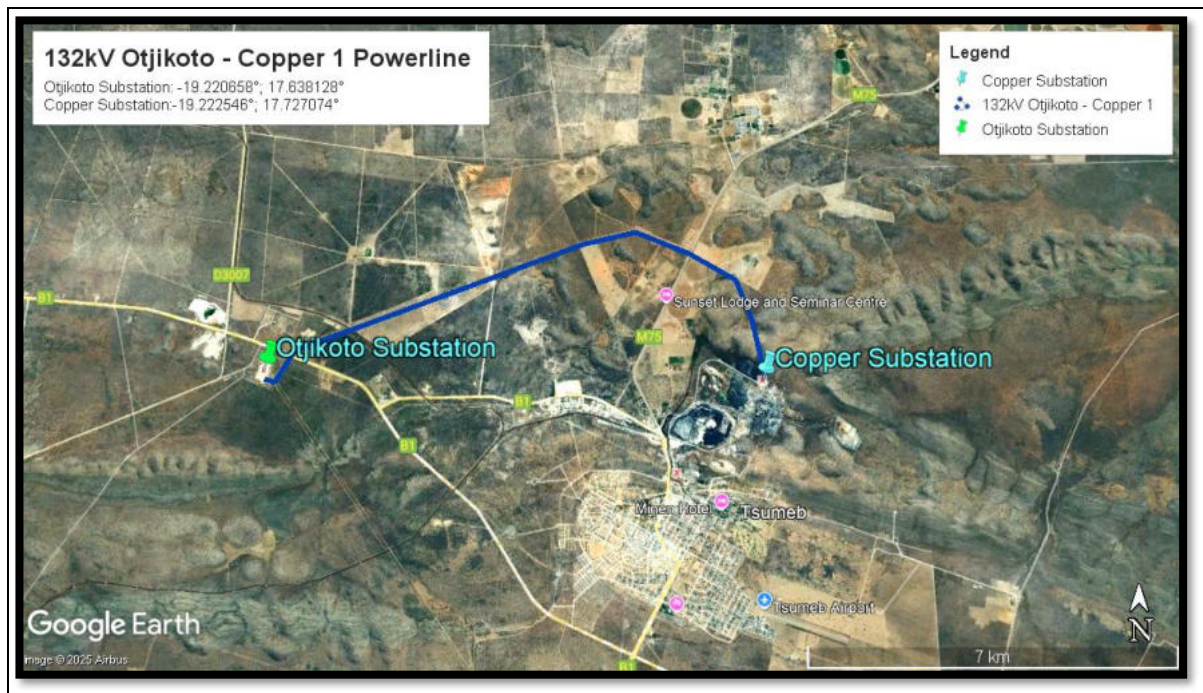 132kV Otjikoto - Copper 1 Powerline
Otjikoto Substation: -19.220658°; 17.638128°
Copper Substation:-19.222546°; 17.727074°
Legend
Copper Substation
132kV Otjikoto - Copper 1
Otjikoto Substation
M75
D3007
B1
Sunset Lodge and Seminar Centre
M75
Otjikoto Substation
Copper Substation
B1
B1
Minen Hotel
Tsumeb
Tsumeb Airport
B1
Google Earth
Image © 2025 Airbus
N
7 km